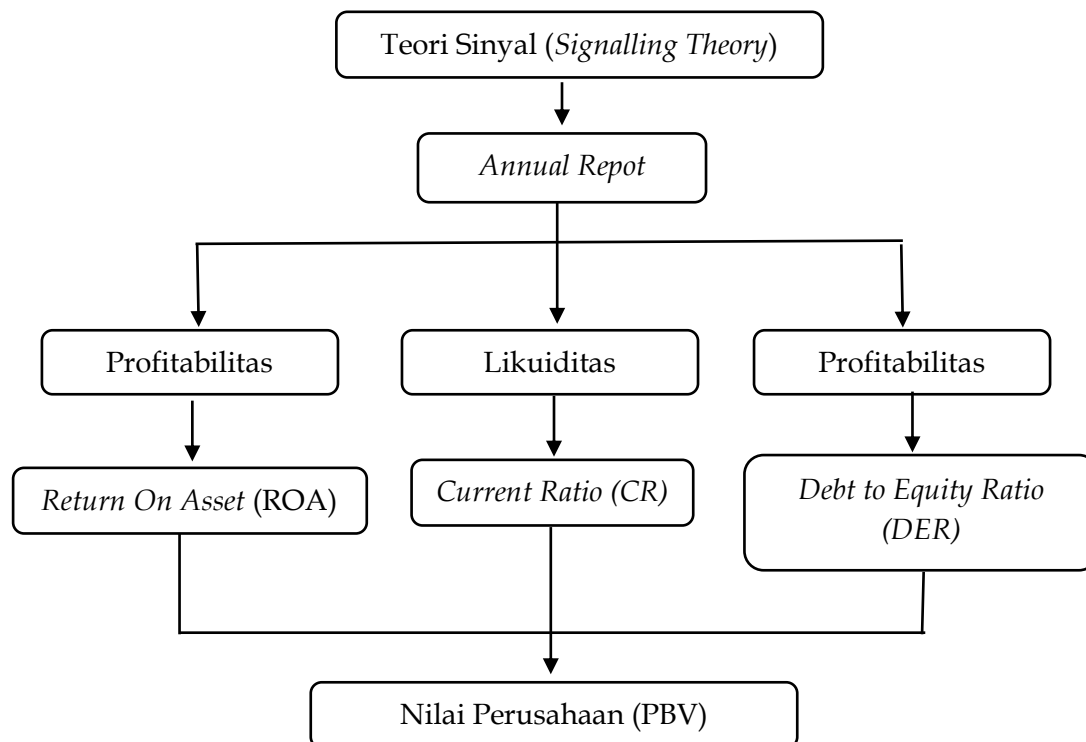 Teori Sinyal (Signalling Theory)
Annual Repot
Profitabilitas
Likuiditas
Profitabilitas
Return On Asset (ROA)
Current Ratio (CR)
Debt to Equity Ratio
(DER)
Nilai Perusahaan (PBV)